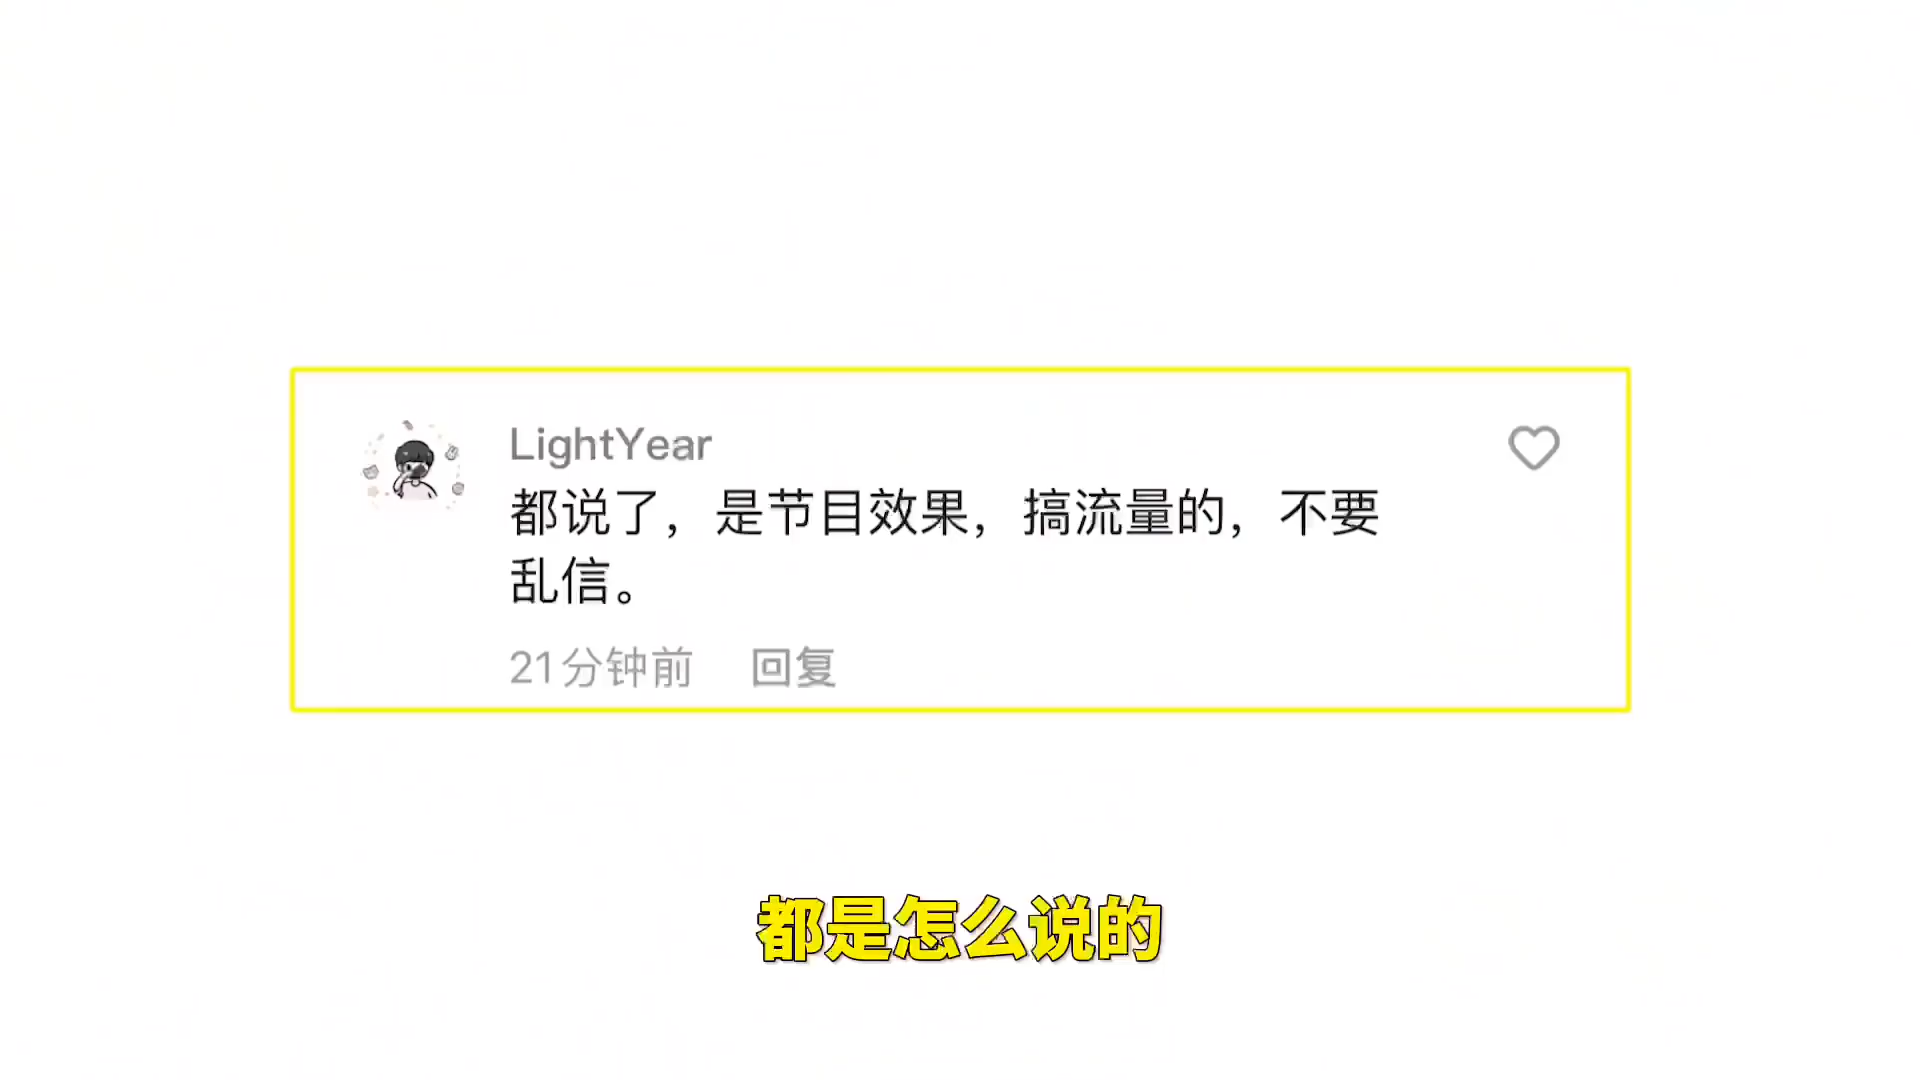 LightYear
都说了，是节目效果，搞流量的，不要
乱信。
21分钟前 回复
都是怎么说的